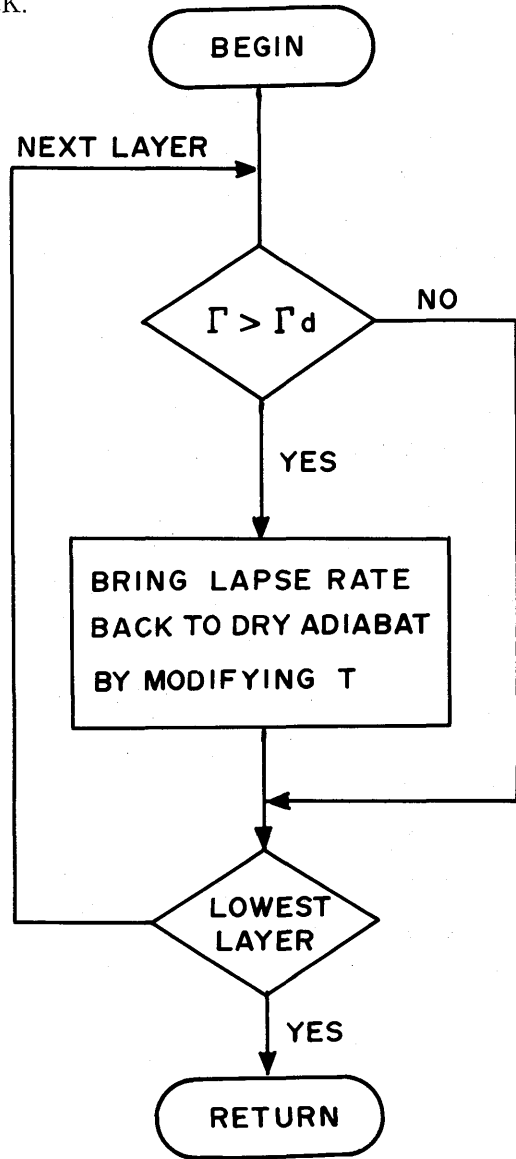 BEGIN
NEXT LAYER
Γ > Γd
NO
YES
BRING LAPSE RATE
BACK TO DRY ADIABAT
BY MODIFYING T
LOWEST
LAYER
YES
RETURN